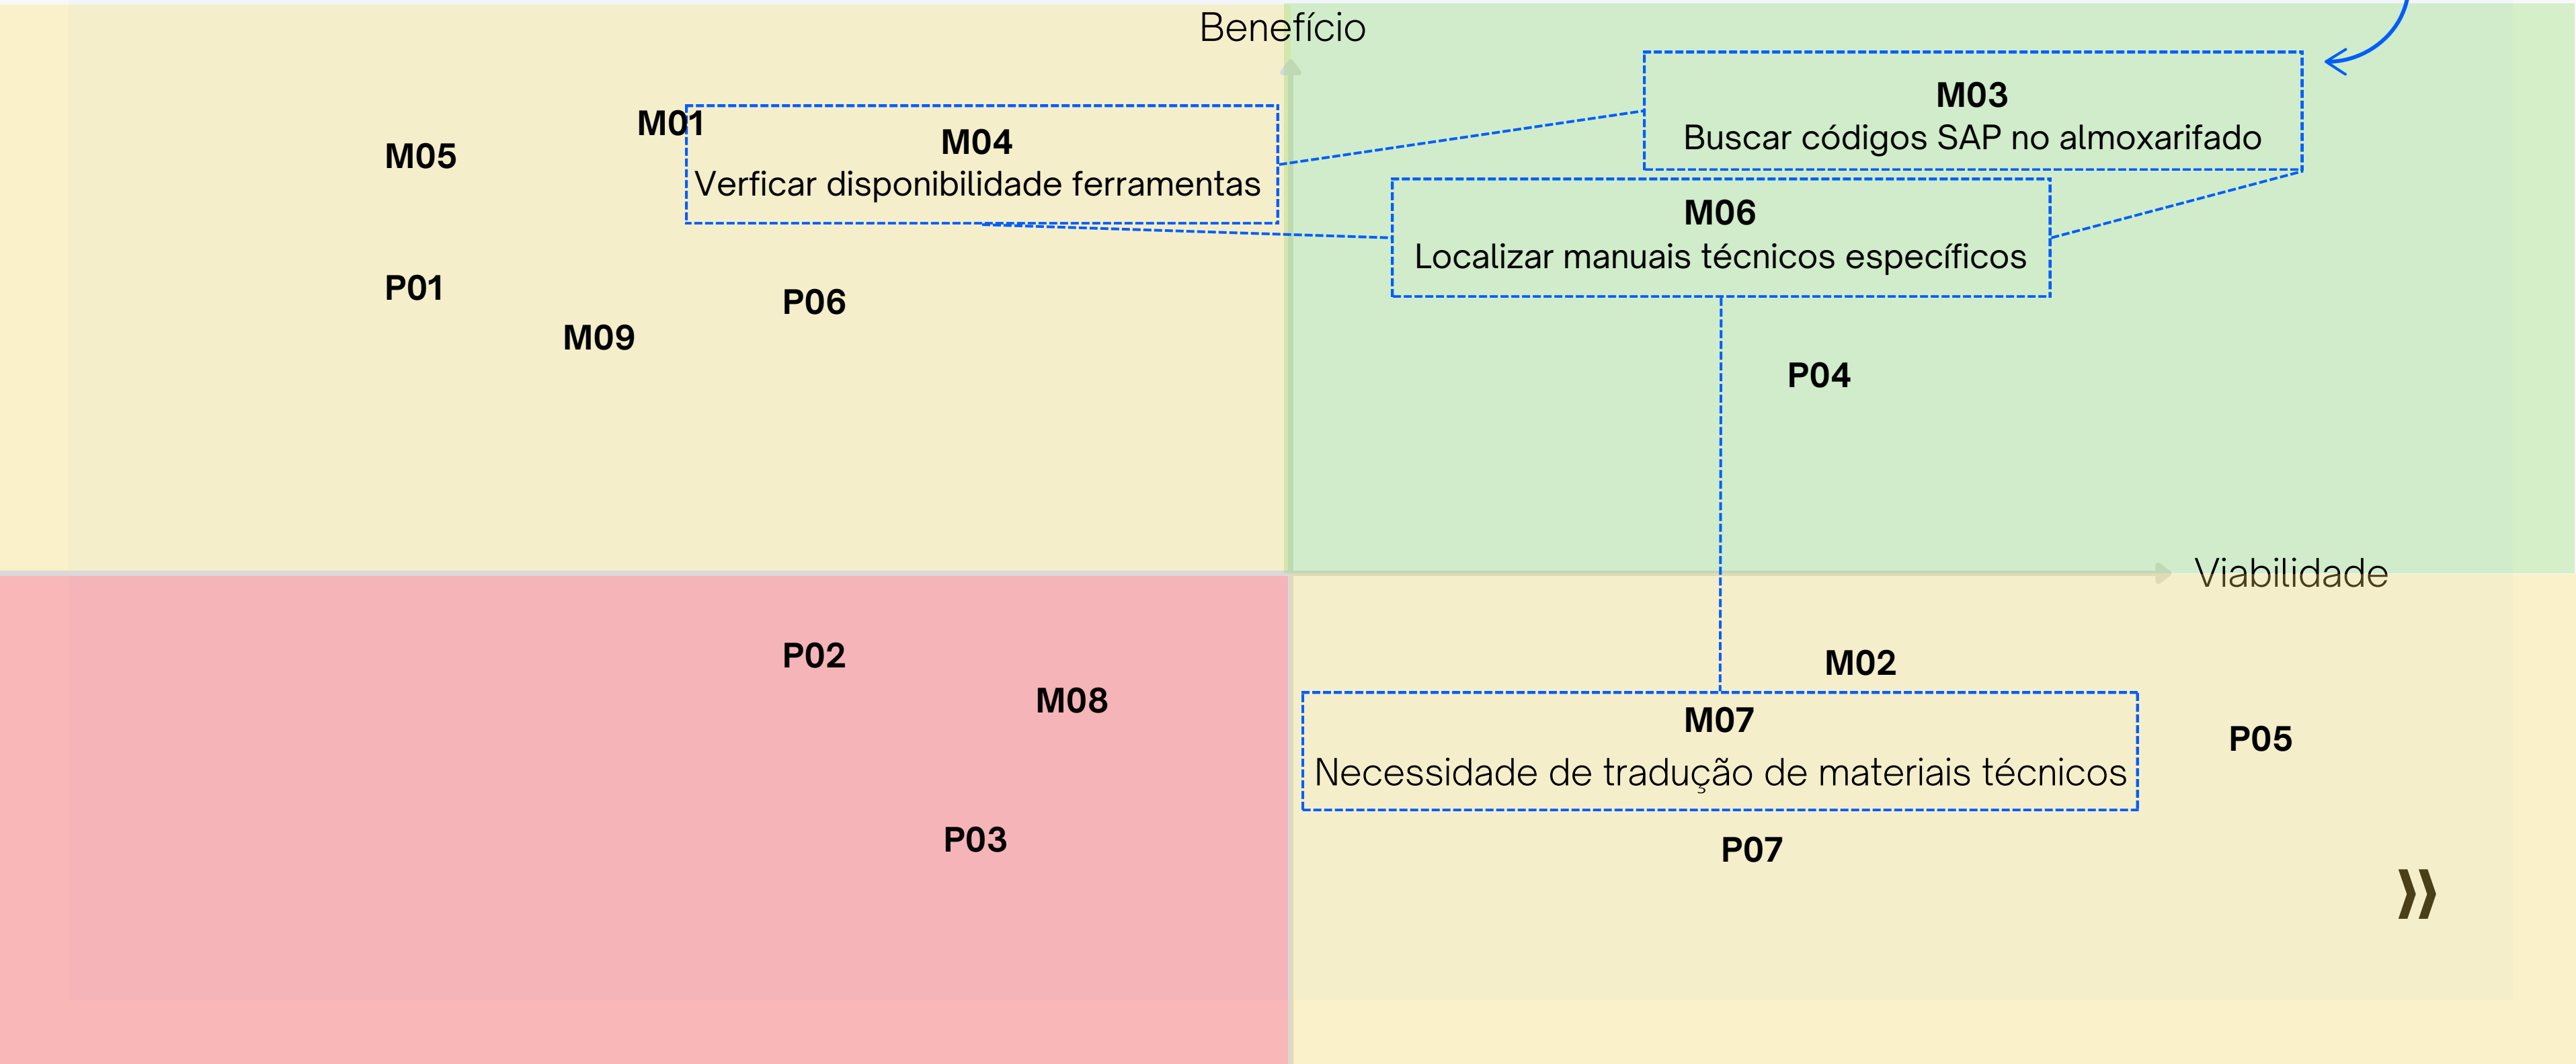 Benefício
M03
Buscar códigos SAP no almoxarifado
M01
M04
Verficar disponibilidade ferramentas
M05
M06
Localizar manuais técnicos específicos
P01
P06
M09
P04
Viabilidade
P02
M02
M08
M07
Necessidade de tradução de materiais técnicos
P05
P03
P07